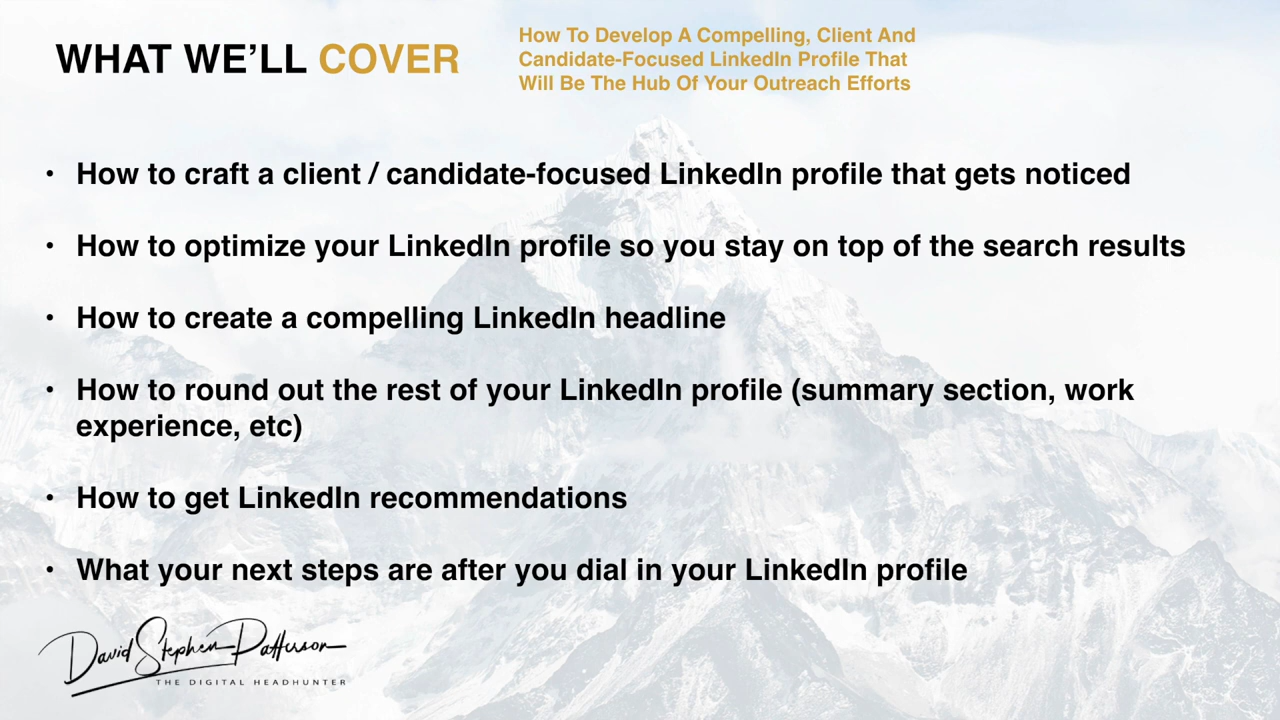 WHAT WE’LL COVER
How To Develop A Compelling, Client And
Candidate-Focused LinkedIn Profile That
Will Be The Hub Of Your Outreach Efforts
• How to craft a client / candidate-focused LinkedIn profile that gets noticed
• How to optimize your LinkedIn profile so you stay on top of the search results
• How to create a compelling LinkedIn headline
• How to round out the rest of your LinkedIn profile (summary section, work
experience, etc)
• How to get LinkedIn recommendations
• What your next steps are after you dial in your LinkedIn profile
David Stephen Patterson
THE DIGITAL HEADHUNTER